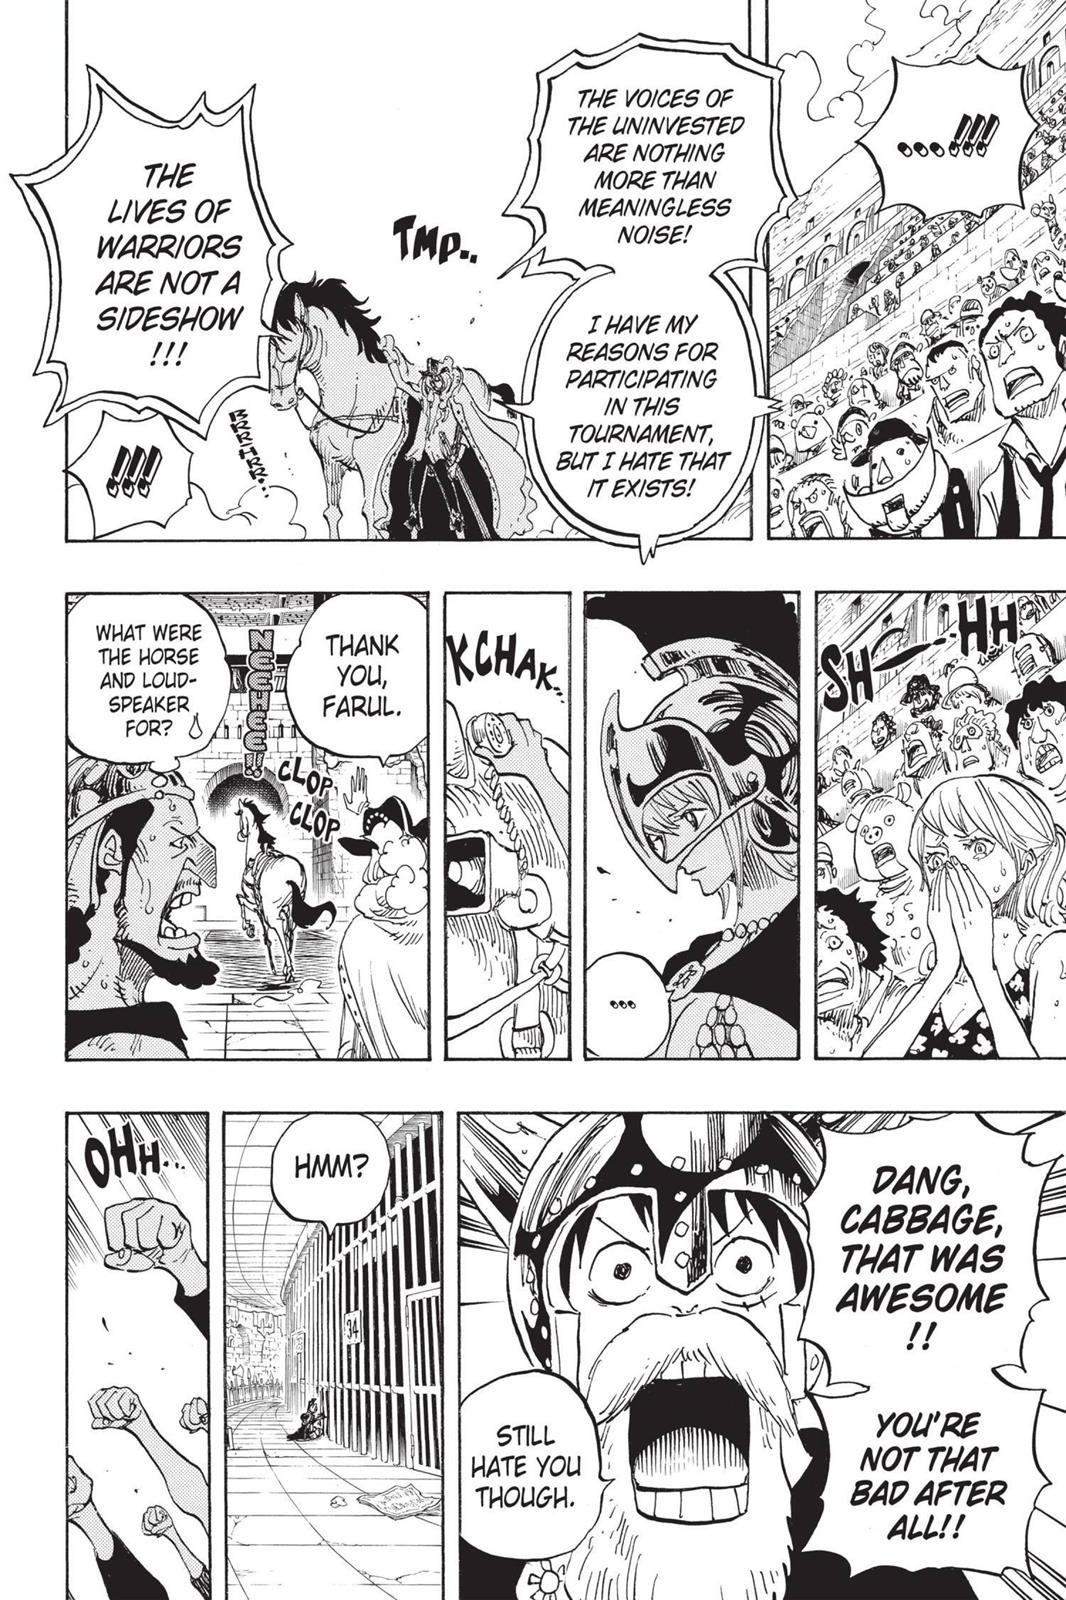 ....!!!
THE VOICES OF
THE UNINVESTED
ARE NOTHING
MORE THAN
MEANINGLESS
NOISE!
I HAVE MY
REASONS FOR
PARTICIPATING
IN THIS
TOURNAMENT,
BUT I HATE THAT
IT EXISTS!
TMP..
THE
LIVES OF
WARRIORS
ARE NOT A
SIDESHOW
!!!
BRRHRR...
!!!
SH—HH
...
KCHAK...
THANK
YOU,
FARUL.
NEEHEE!!
CLOP
CLOP
WHAT WERE
THE HORSE
AND LOUD-
SPEAKER
FOR?
DANG,
CABBAGE,
THAT WAS
AWESOME
!!
YOU'RE
NOT THAT
BAD AFTER
ALL!!
STILL
HATE YOU
THOUGH.
HMM?
34
OHH...